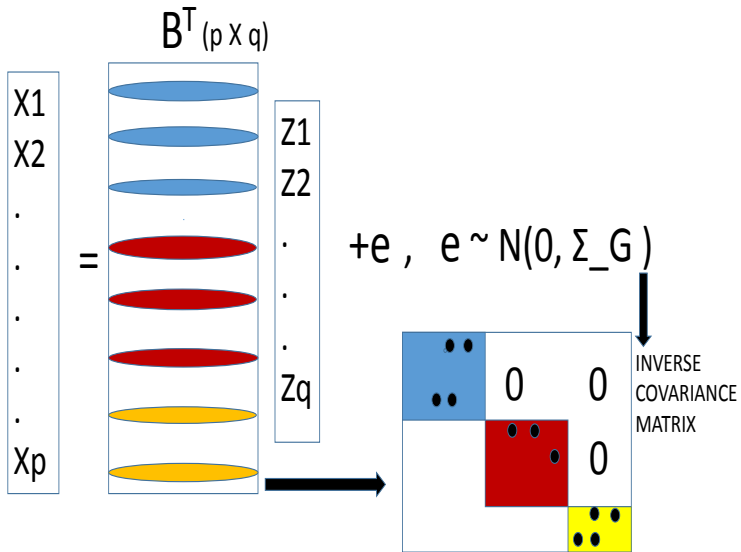 B^T (p X q)
X1
X2
.
.
.
.
.
Xp
=
Z1
Z2
.
.
.
Zq
+e , e ~ N(0, Σ_G )
INVERSE
COVARIANCE
MATRIX
0 0
0